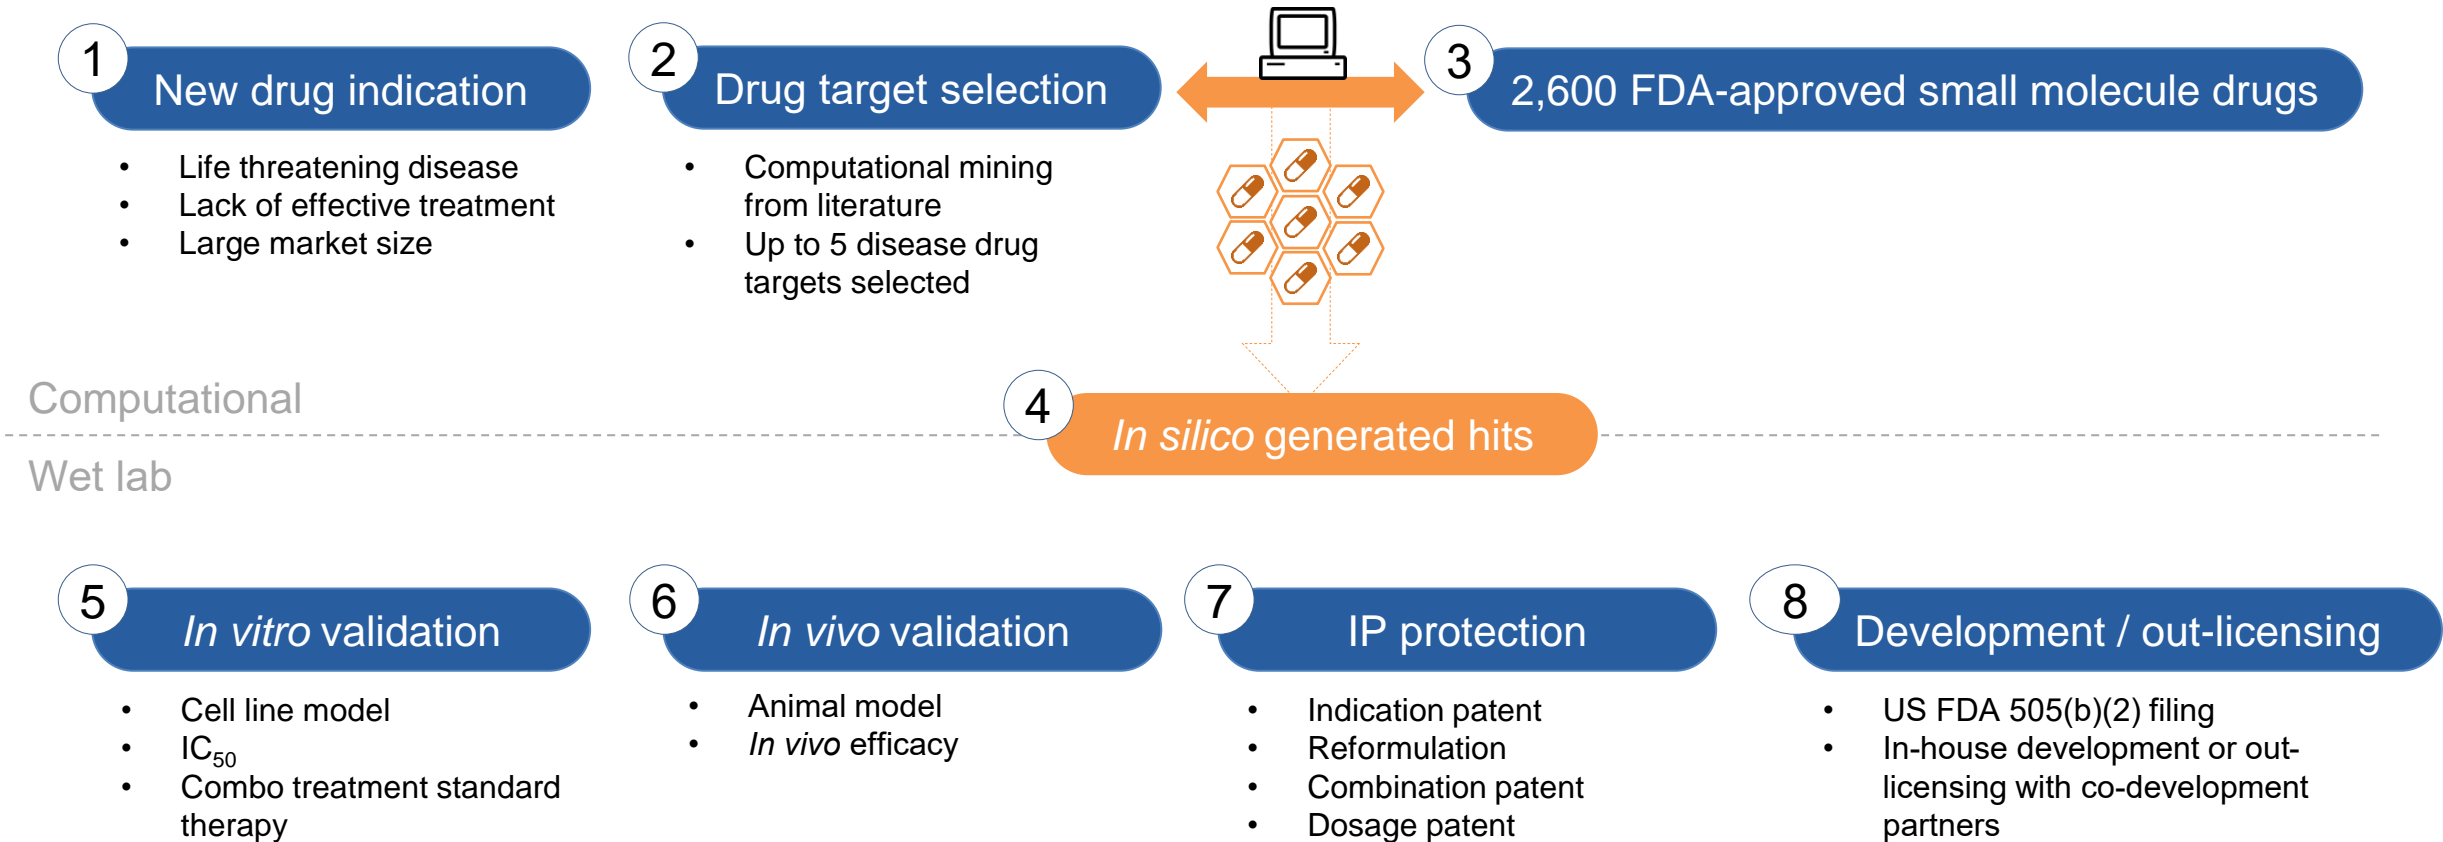 1
New drug indication
• Life threatening disease
• Lack of effective treatment
• Large market size
2
Drug target selection
• Computational mining
from literature
• Up to 5 disease drug
targets selected
3
2,600 FDA-approved small molecule drugs
Computational
4
In silico generated hits
Wet lab
5
In vitro validation
• Cell line model
• IC50
• Combo treatment standard
therapy
6
In vivo validation
• Animal model
• In vivo efficacy
7
IP protection
• Indication patent
• Reformulation
• Combination patent
• Dosage patent
8
Development / out-licensing
• US FDA 505(b)(2) filing
• In-house development or out-
licensing with co-development
partners